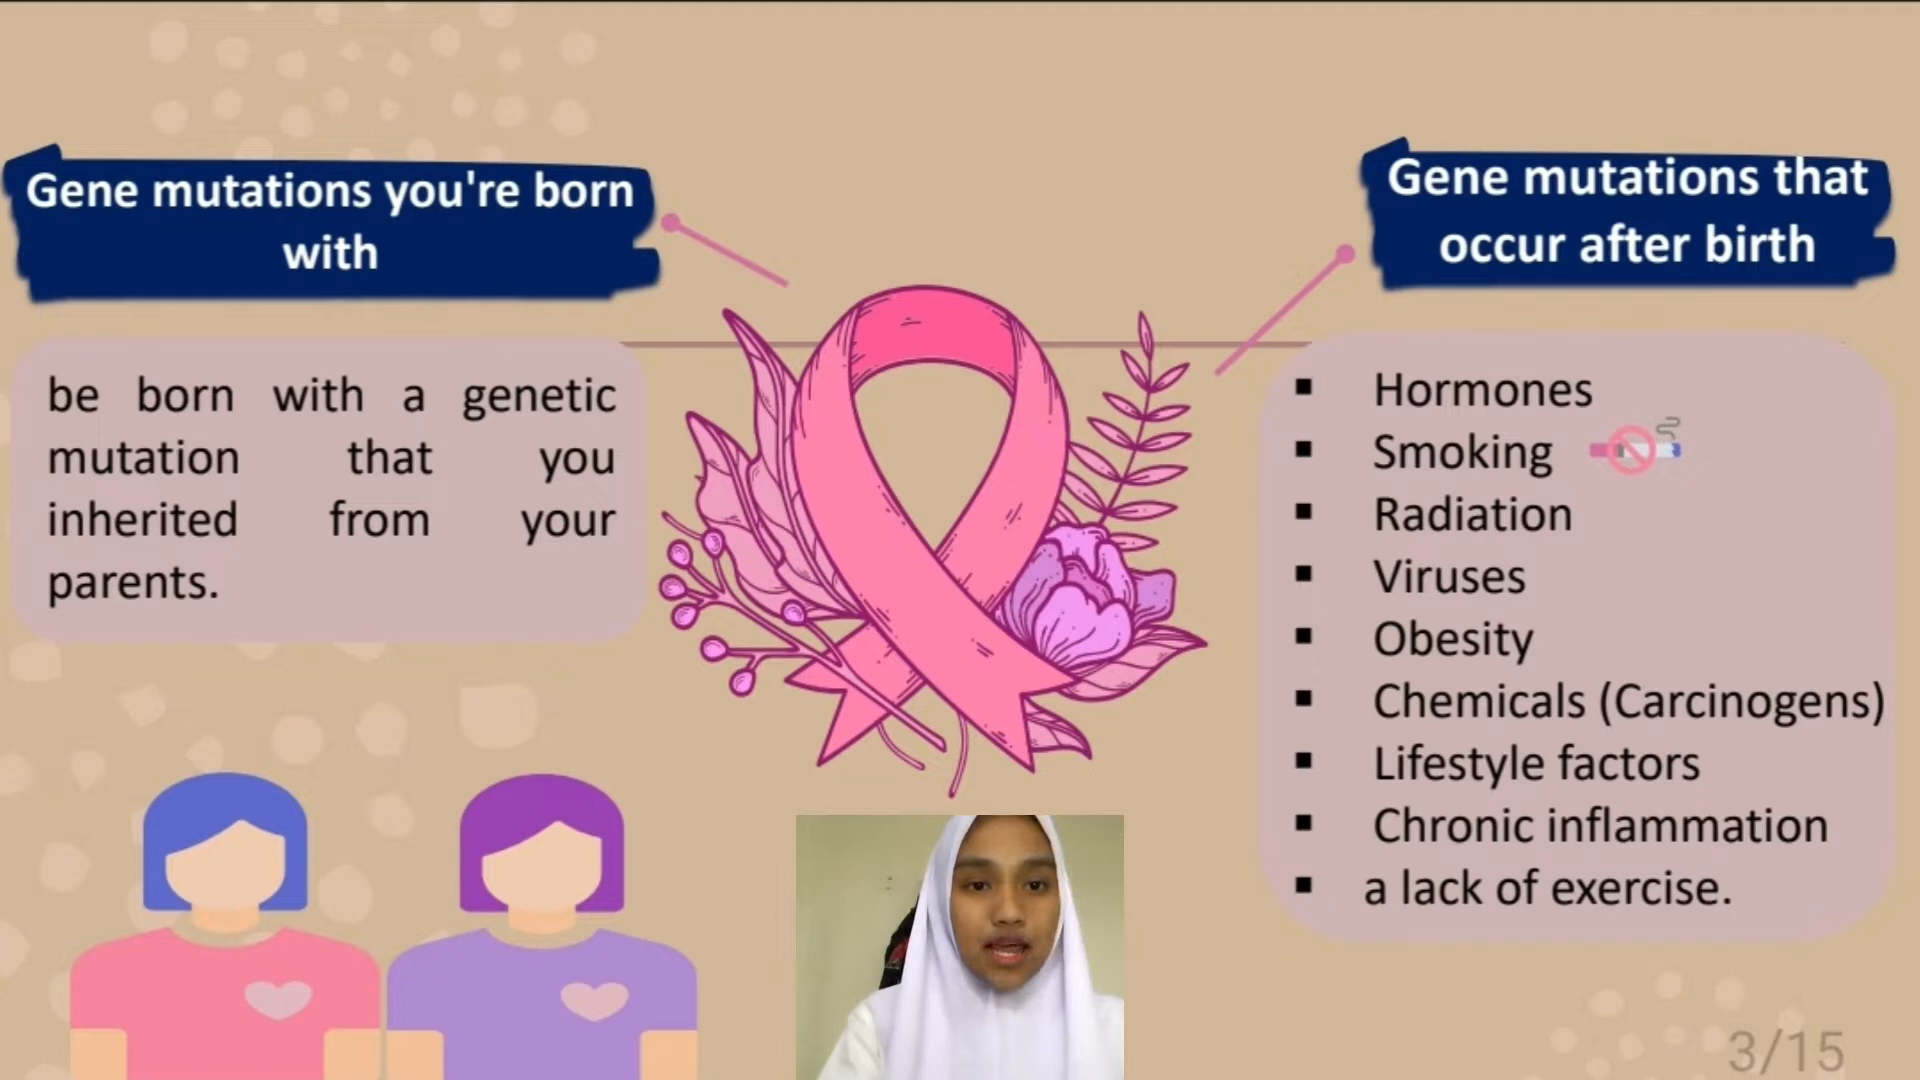 Gene mutations you're born
with
be born with a genetic
mutation that you
inherited from your
parents.
Gene mutations that
occur after birth
▪ Hormones
▪ Smoking
▪ Radiation
▪ Viruses
▪ Obesity
▪ Chemicals (Carcinogens)
▪ Lifestyle factors
▪ Chronic inflammation
▪ a lack of exercise.
3/15